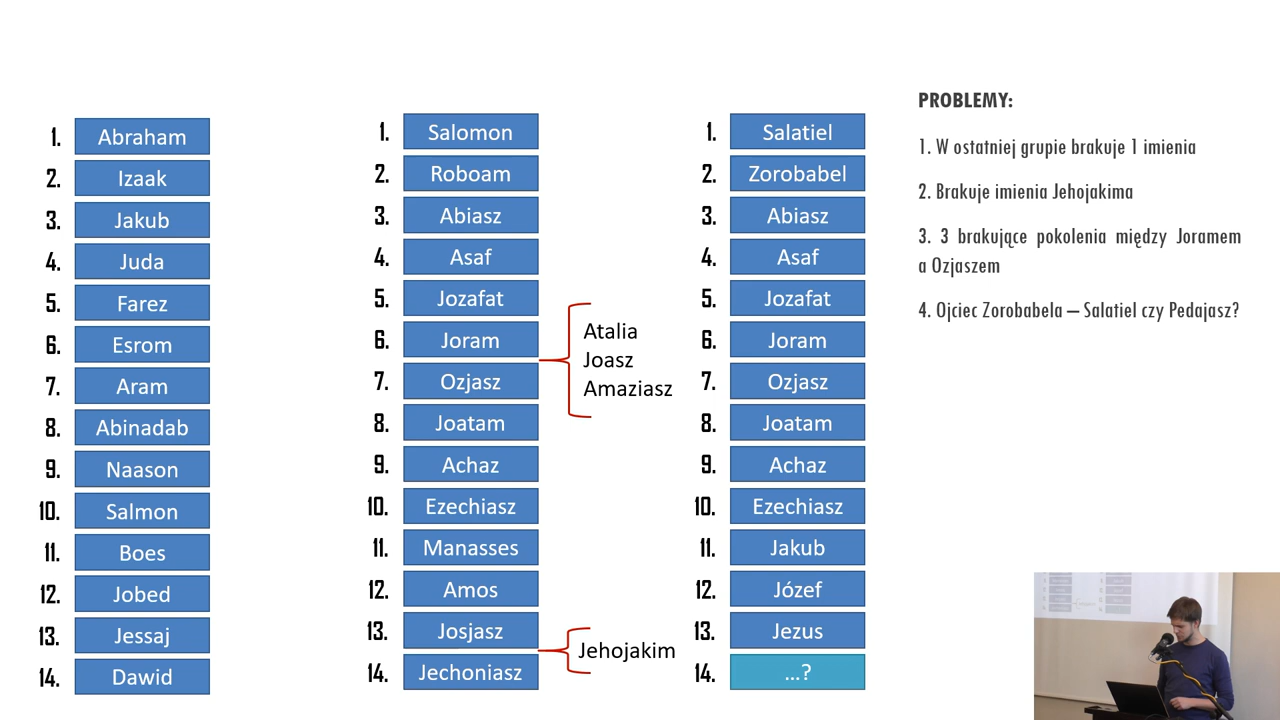 1. Abraham
2. Izaak
3. Jakub
4. Juda
5. Farez
6. Esrom
7. Aram
8. Abinadab
9. Naason
10. Salmon
11. Boes
12. Jobed
13. Jessaj
14. Dawid
1. Salomon
2. Roboam
3. Abiasz
4. Asaf
5. Jozafat
6. Joram
7. Ozjasz
8. Joatam
9. Achaz
10. Ezechiasz
11. Manasses
12. Amos
13. Josjasz
14. Jechoniasz
Atalia
Joasz
Amaziasz
Jehojakim
1. Salatiel
2. Zorobabel
3. Abiasz
4. Asaf
5. Jozafat
6. Joram
7. Ozjasz
8. Joatam
9. Achaz
10. Ezechiasz
11. Jakub
12. Józef
13. Jezus
14. ...?
PROBLEMY:
1. W ostatniej grupie brakuje 1 imienia
2. Brakuje imienia Jehojakima
3. 3 brakujące pokolenia między Joramem
a Ozjaszem
4. Ojciec Zorobabela – Salatiel czy Pedajasz?